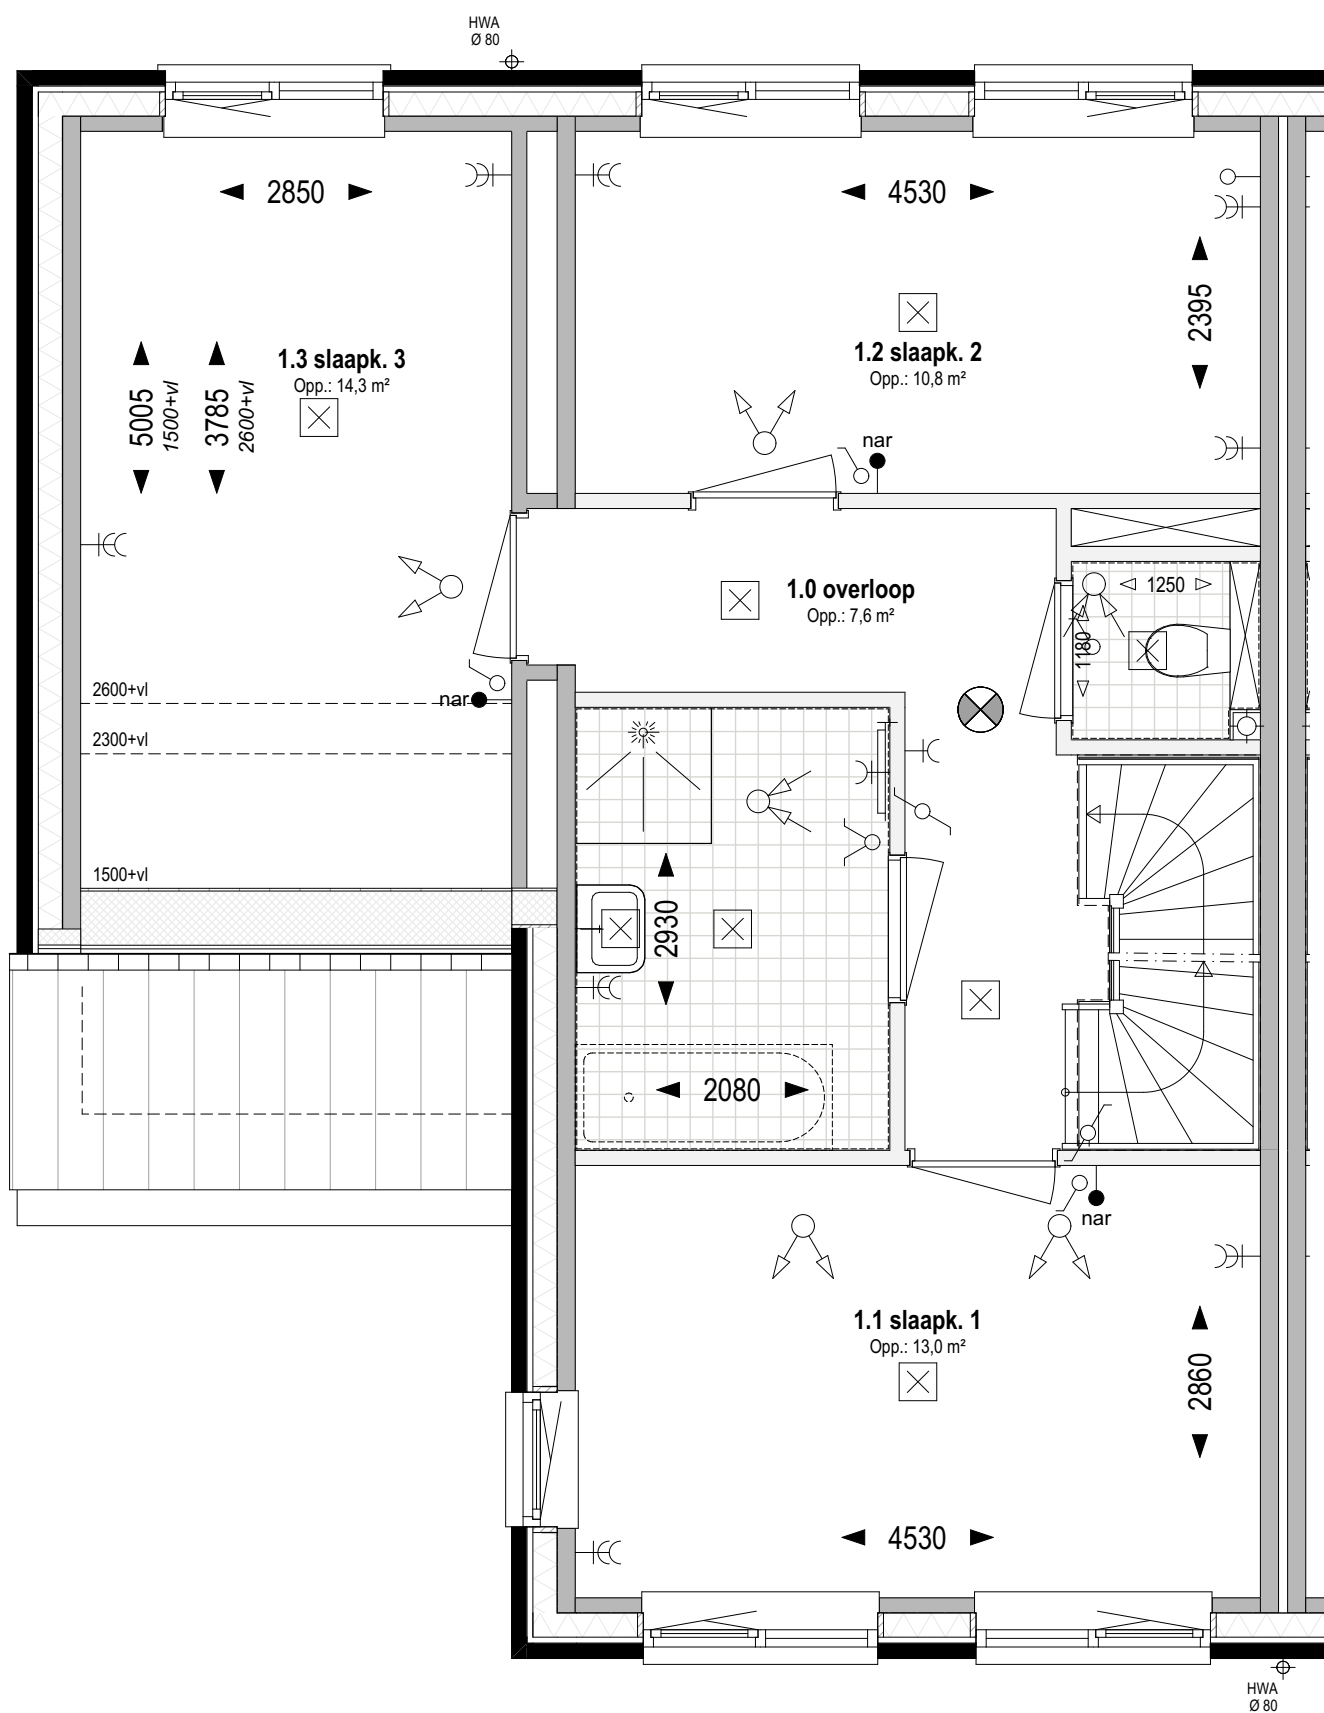 HWA
Ø 80
2850
4530
2395
1.3 slaapk. 3
Opp.: 14,3 m²
1.2 slaapk. 2
Opp.: 10,8 m²
5005
1500+vl
3785
2600+vl
nar
1.0 overloop
Opp.: 7,6 m²
1250
1180
2600+vl
nar
2300+vl
1500+vl
2930
2080
nar
1.1 slaapk. 1
Opp.: 13,0 m²
2860
4530
HWA
Ø 80